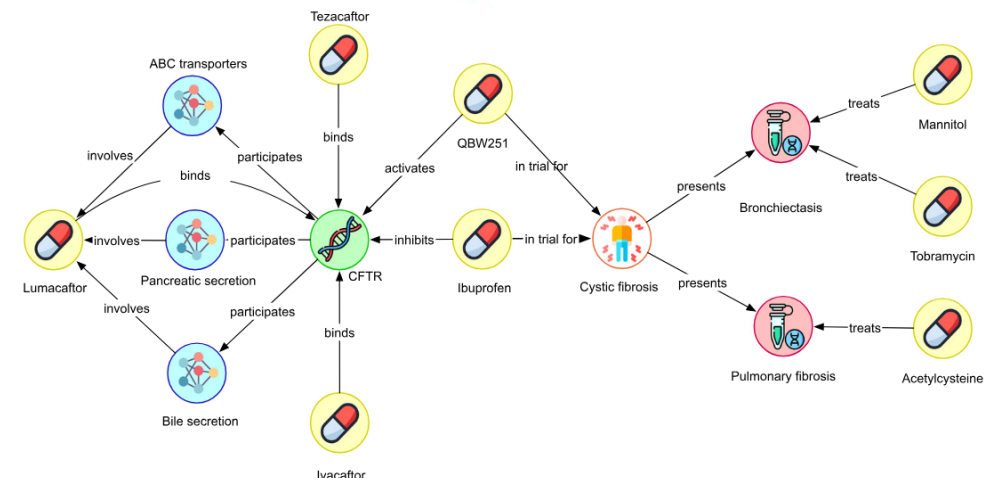 Tezacaftor
ABC transporters
QBW251
treats
Mannitol
involves
participates
binds
activates
in trial for
binds
presents
treats
Bronchiectasis
Tobramycin
involves
participates
inhibits
in trial for
Lumacaftor
Pancreatic secretion
CFTR
Ibuprofen
Cystic fibrosis
presents
involves
participates
binds
treats
Pulmonary fibrosis
Acetylcysteine
Bile secretion
Ivacaftor